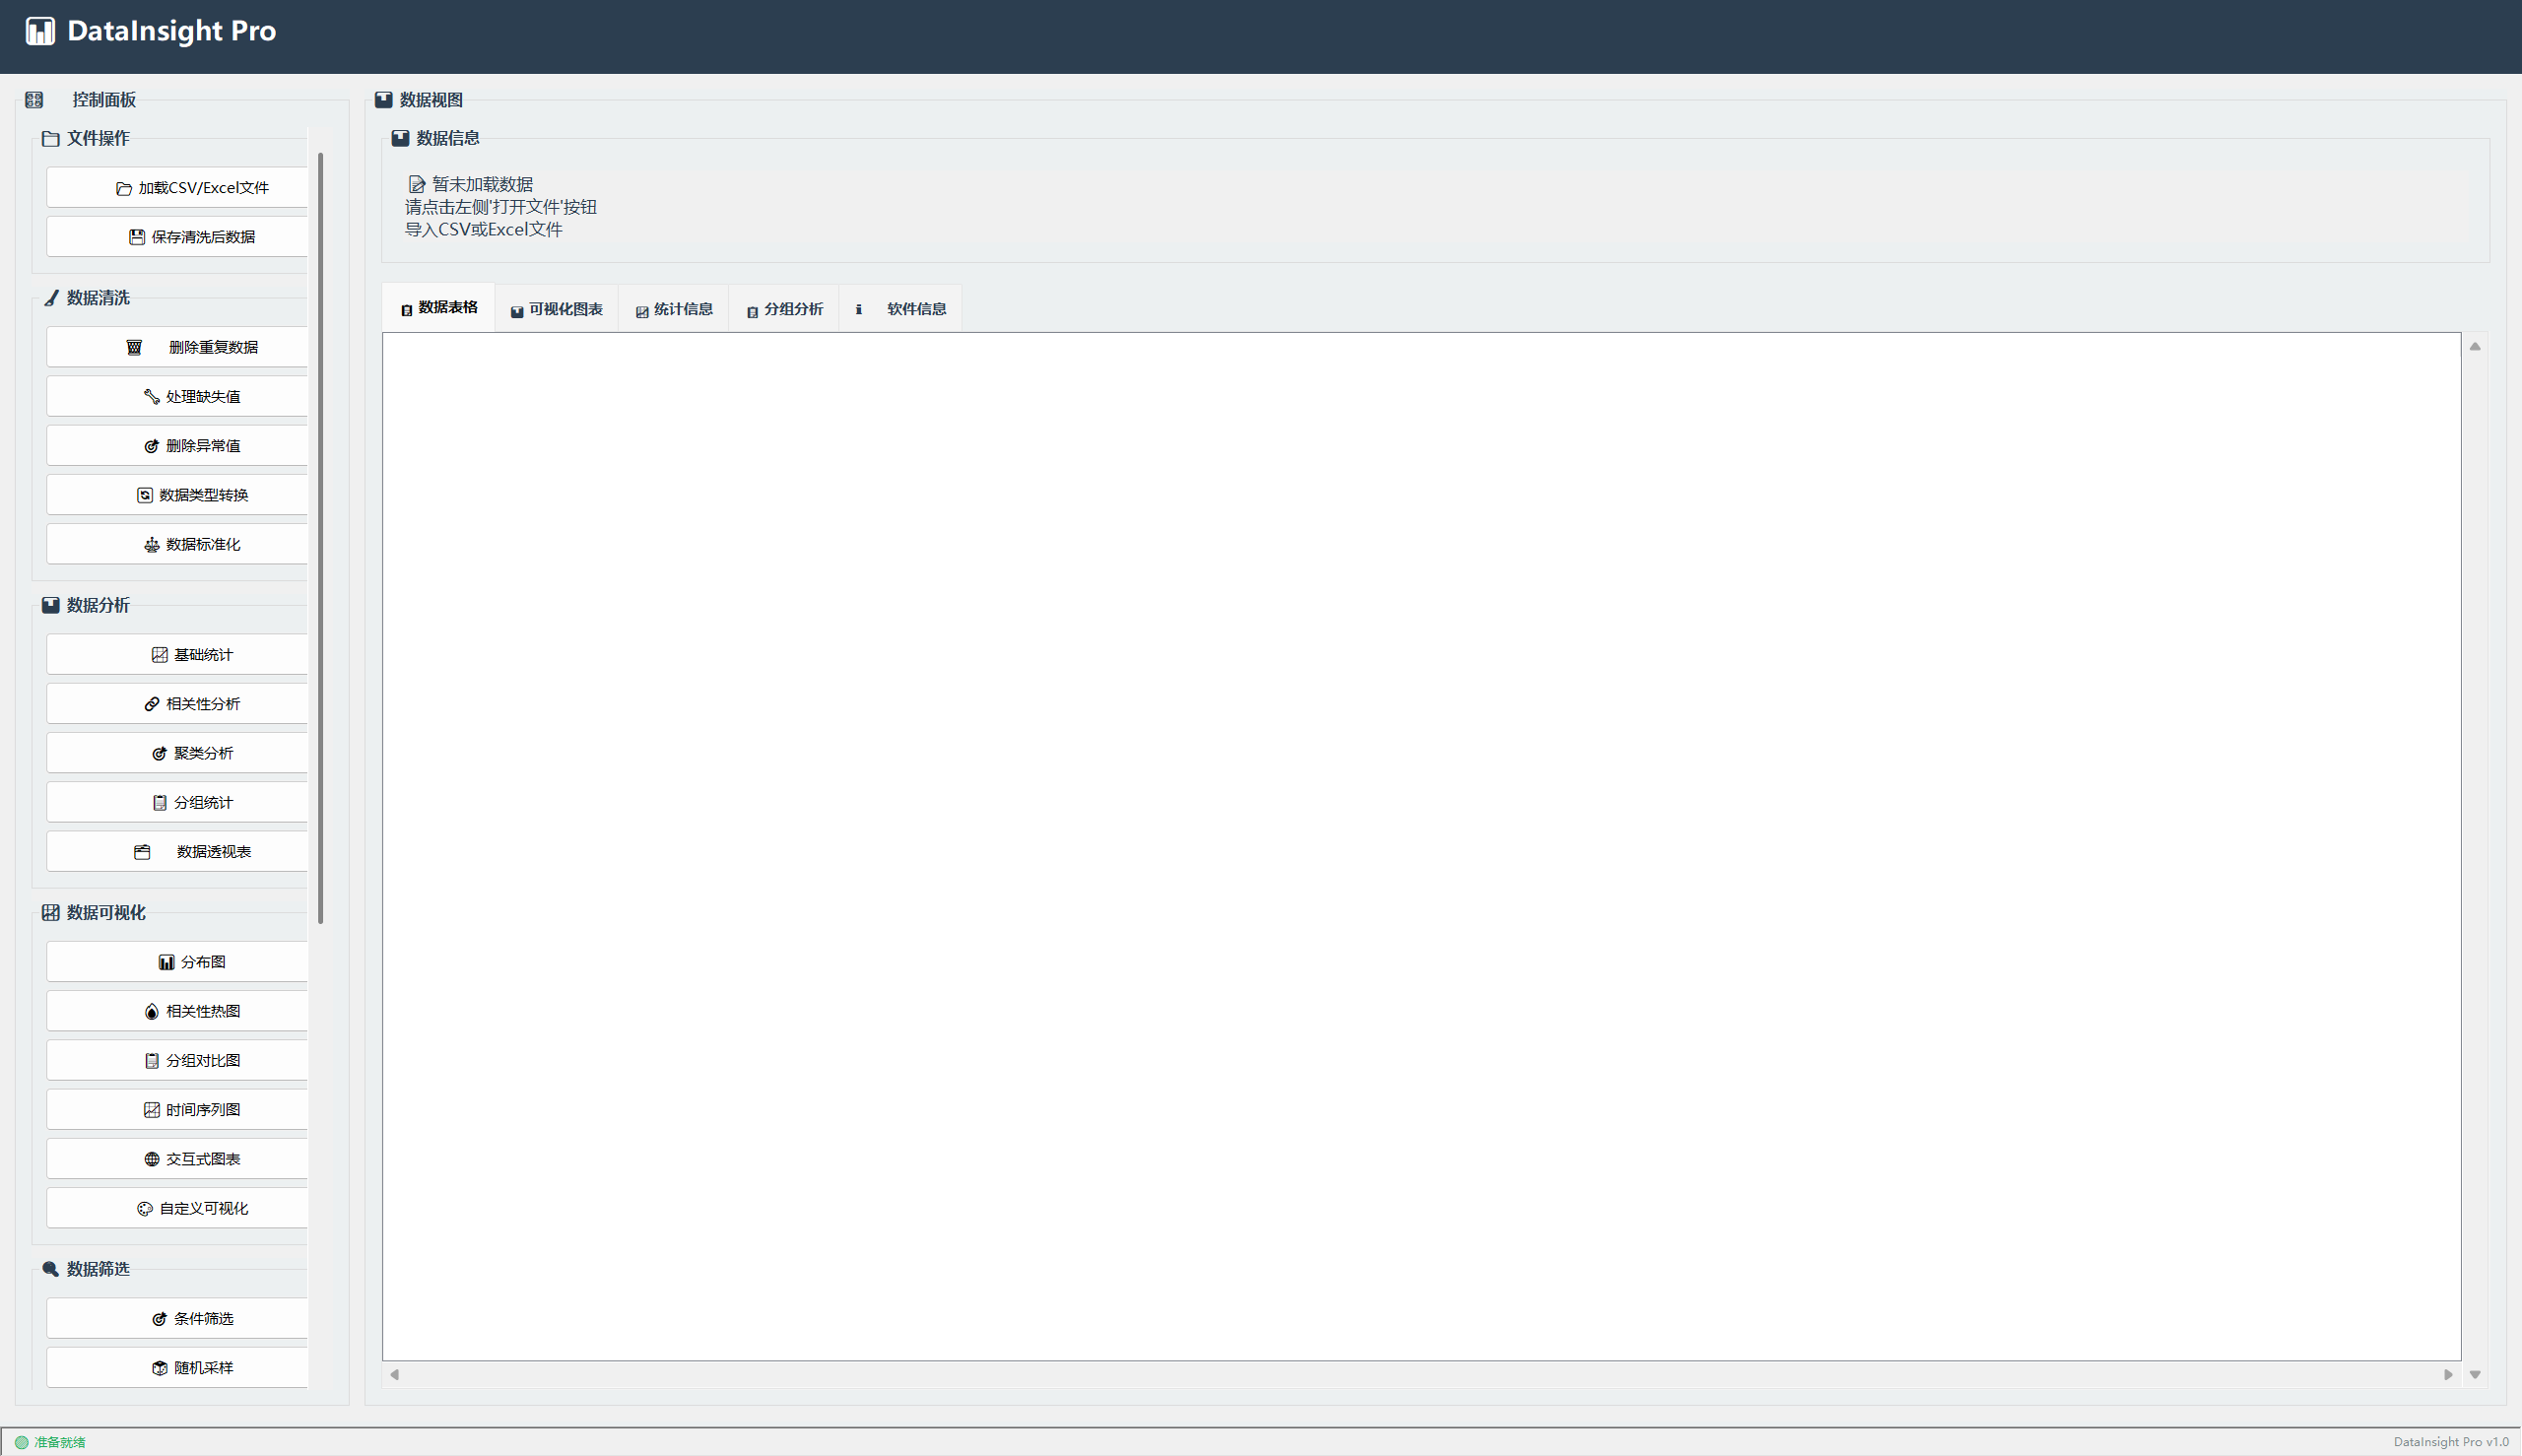 DataInsight Pro
控制面板
文件操作
加载CSV/Excel文件
保存清洗后数据
数据清洗
删除重复数据
处理缺失值
删除异常值
数据类型转换
数据标准化
数据分析
基础统计
相关性分析
聚类分析
分组统计
数据透视表
数据可视化
分布图
相关性热图
分组对比图
时间序列图
交互式图表
自定义可视化
数据筛选
条件筛选
随机采样
数据视图
数据信息
暂未加载数据
请点击左侧'打开文件'按钮
导入CSV或Excel文件
数据表格 可视化图表 统计信息 分组分析 软件信息
准备就绪
DataInsight Pro v1.0